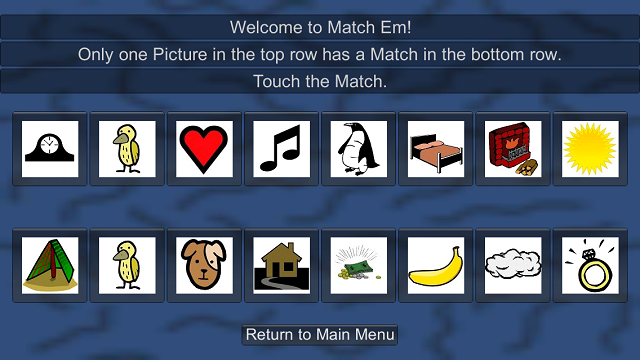 Welcome to Match Em!
Only one Picture in the top row has a Match in the bottom row.
Touch the Match.
Return to Main Menu